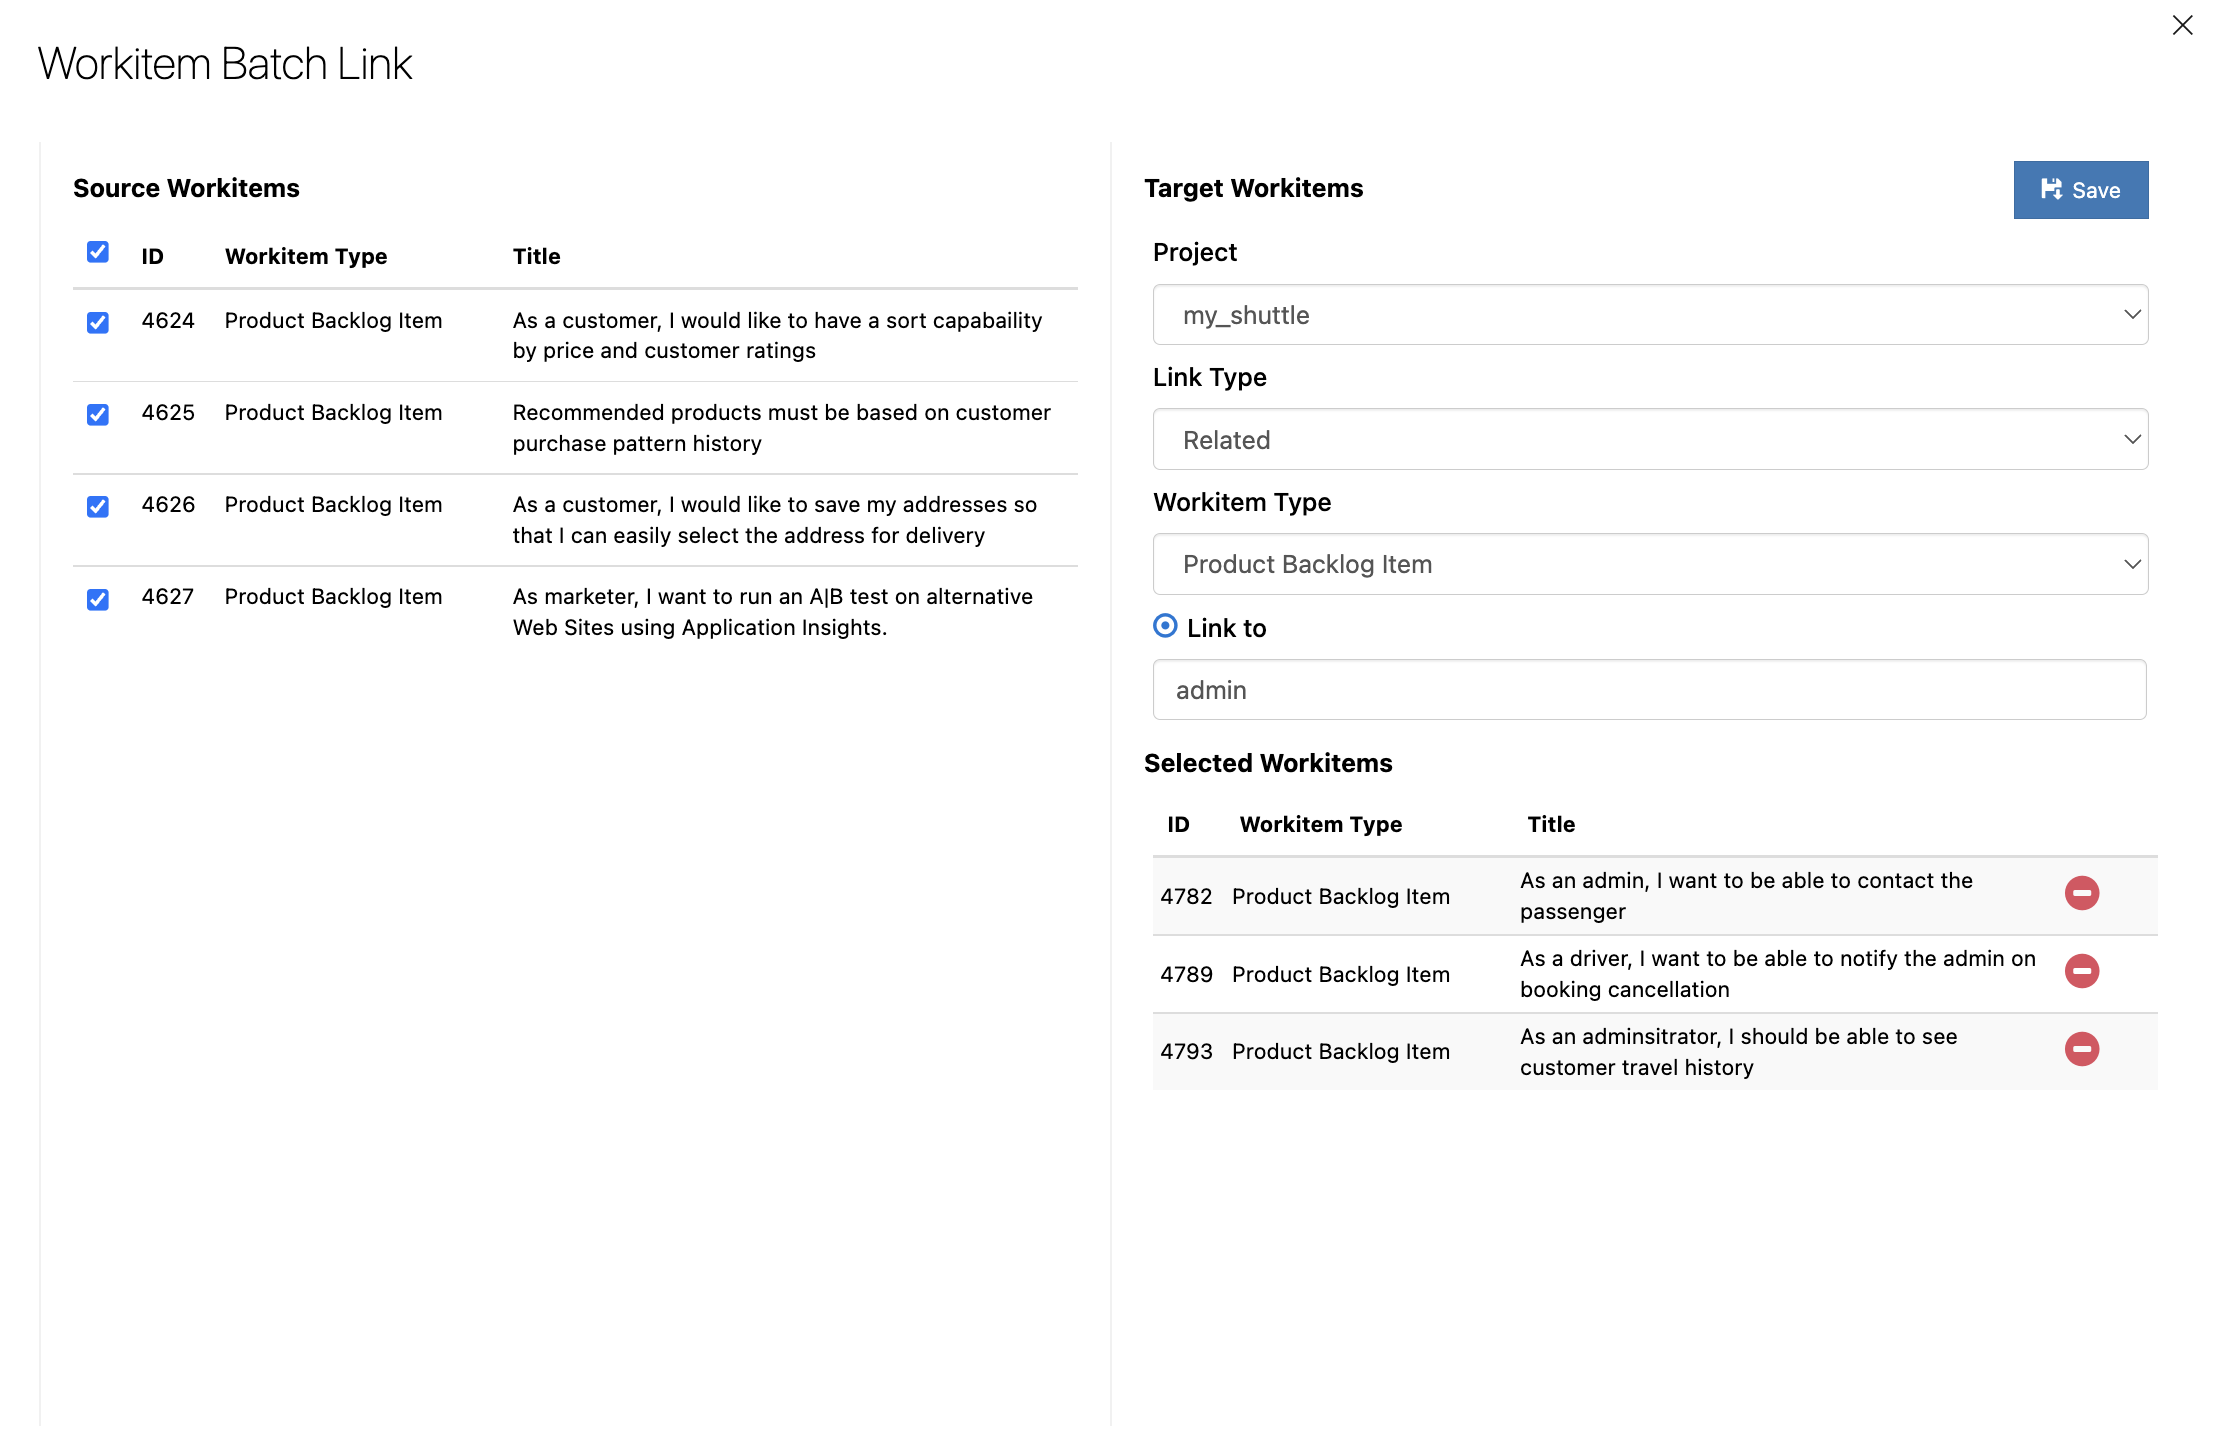 Workitem Batch Link
Source Workitems
ID Workitem Type Title
4624 Product Backlog Item As a customer, I would like to have a sort capabaility
by price and customer ratings
4625 Product Backlog Item Recommended products must be based on customer
purchase pattern history
4626 Product Backlog Item As a customer, I would like to save my addresses so
that I can easily select the address for delivery
4627 Product Backlog Item As marketer, I want to run an A|B test on alternative
Web Sites using Application Insights.
Target Workitems
Save
Project
my_shuttle
Link Type
Related
Workitem Type
Product Backlog Item
Link to
admin
Selected Workitems
ID Workitem Type Title
4782 Product Backlog Item As an admin, I want to be able to contact the
passenger
4789 Product Backlog Item As a driver, I want to be able to notify the admin on
booking cancellation
4793 Product Backlog Item As an adminsitrator, I should be able to see
customer travel history